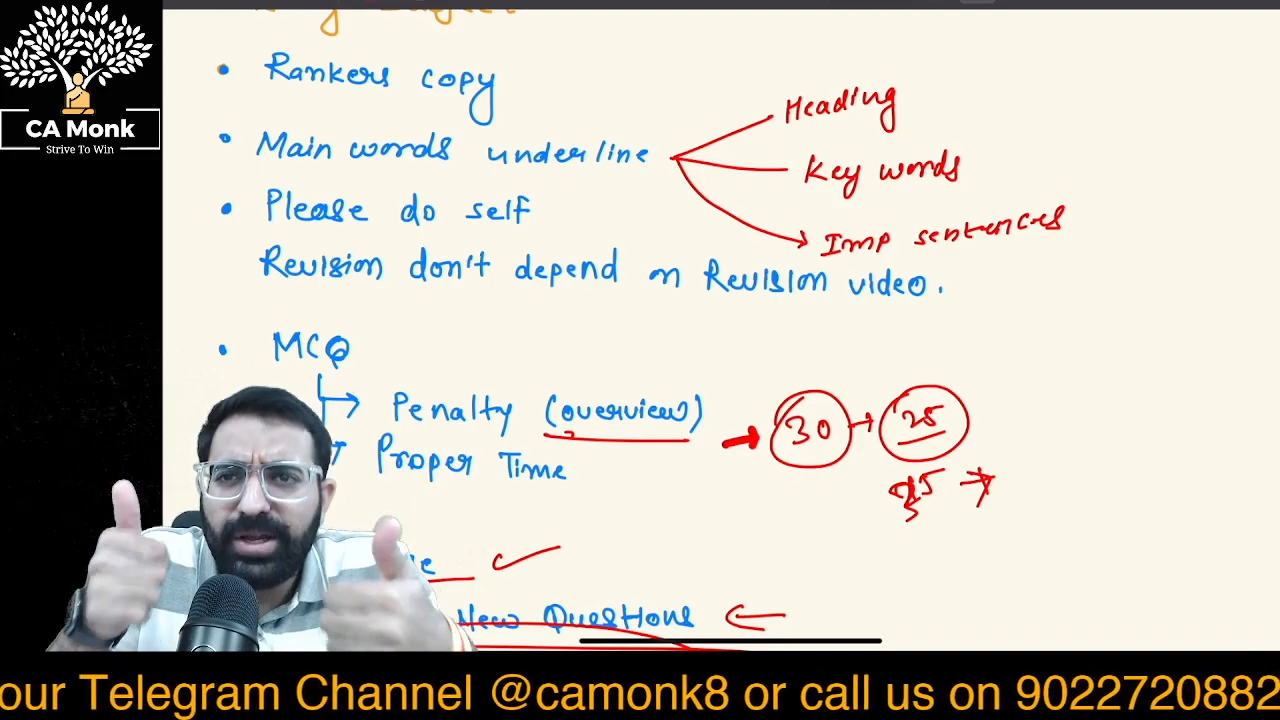 CA Monk
Strive To Win
• Rankers copy
• Main words underline
Heading
Key words
Imp sentences
• Please do self
Revision don't depend on Revision video.
• MCQ
Penalty (overview)
30 → 25
Proper Time
New Questions
our Telegram Channel @camonk8 or call us on 9022720882